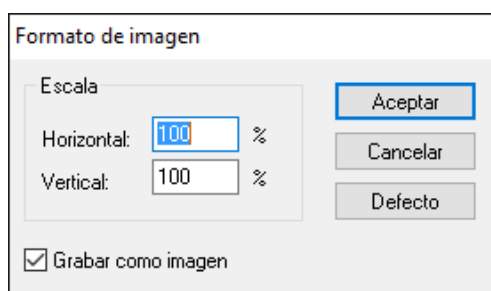 Formato de imagen
Escala
Horizontal: 100 %
Vertical: 100 %
Aceptar
Cancelar
Defecto
Grabar como imagen